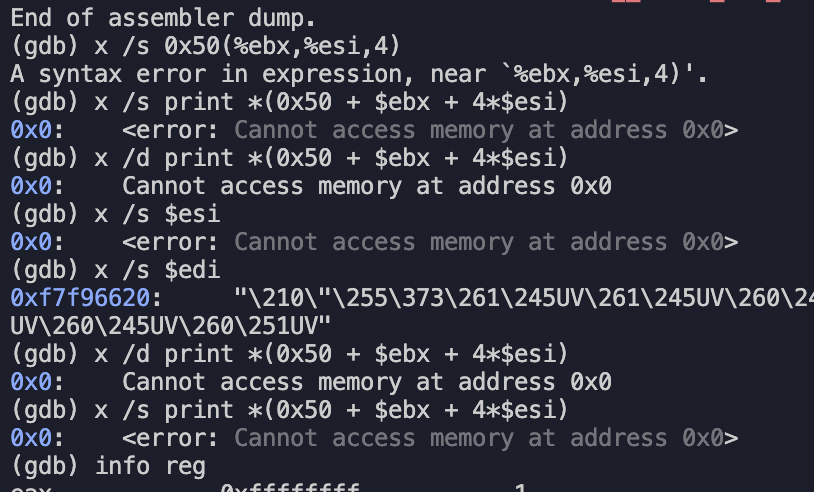 End of assembler dump.
(gdb) x /s 0x50(%ebx,%esi,4)
A syntax error in expression, near `%ebx,%esi,4)'.
(gdb) x /s print *(0x50 + $ebx + 4*$esi)
0x0:    <error: Cannot access memory at address 0x0>
(gdb) x /d print *(0x50 + $ebx + 4*$esi)
0x0:    Cannot access memory at address 0x0
(gdb) x /s $esi
0x0:    <error: Cannot access memory at address 0x0>
(gdb) x /s $edi
0xf7f96620:     "\210\"\255\373\261\245UV\261\245UV\260\24
UV\260\245UV\260\251UV"
(gdb) x /d print *(0x50 + $ebx + 4*$esi)
0x0:    Cannot access memory at address 0x0
(gdb) x /s print *(0x50 + $ebx + 4*$esi)
0x0:    <error: Cannot access memory at address 0x0>
(gdb) info reg
eax            0xffffffff          -1